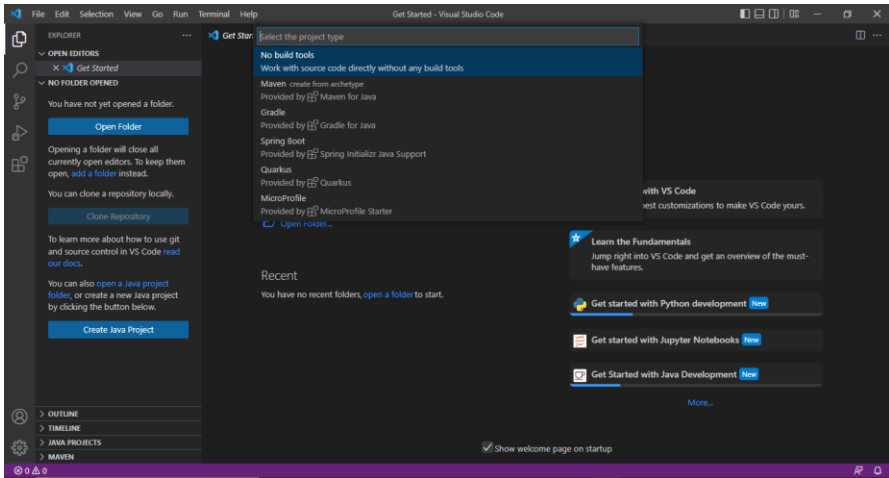 File Edit Selection View Go Run Terminal Help
Get Started - Visual Studio Code
EXPLORER
OPEN EDITORS
Get Started
NO FOLDER OPENED
You have not yet opened a folder.
Open Folder
Opening a folder will close all
currently open editors. To keep them
open, add a folder instead.
You can clone a repository locally.
Clone Repository
To learn more about how to use git
and source control in VS Code read
our docs.
You can also open a Java project
folder, or create a new Java project
by clicking the button below.
Create Java Project
OUTLINE
TIMELINE
JAVA PROJECTS
MAVEN
0 0
Get Star
Select the project type
No build tools
Work with source code directly without any build tools
Maven create from archetype
Provided by Maven for Java
Gradle
Provided by Gradle for Java
Spring Boot
Provided by Spring Initializr Java Support
Quarkus
Provided by Quarkus
MicroProfile
Provided by MicroProfile Starter
Open Folder...
Recent
You have no recent folders, open a folder to start.
with VS Code
est customizations to make VS Code yours.
Learn the Fundamentals
Jump right into VS Code and get an overview of the must-
have features.
Get started with Python development New
Get started with Jupyter Notebooks New
Get Started with Java Development New
More...
Show welcome page on startup